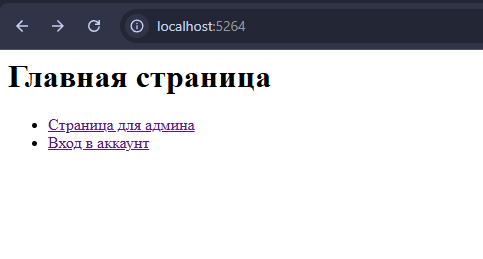 localhost:5264
Главная страница
Страница для админа
Вход в аккаунт